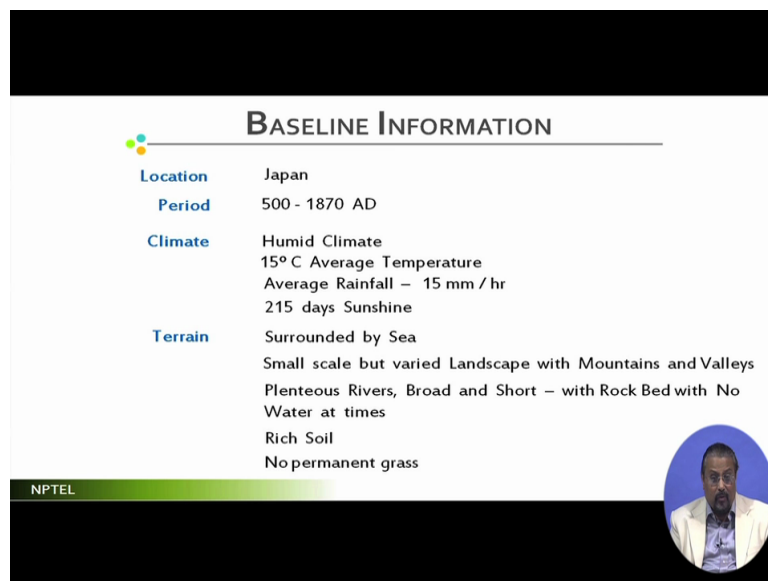 BASELINE INFORMATION
Location Japan
Period 500 - 1870 AD
Climate Humid Climate
15º C Average Temperature
Average Rainfall – 15 mm / hr
215 days Sunshine
Terrain Surrounded by Sea
Small scale but varied Landscape with Mountains and Valleys
Plenteous Rivers, Broad and Short – with Rock Bed with No
Water at times
Rich Soil
No permanent grass
NPTEL